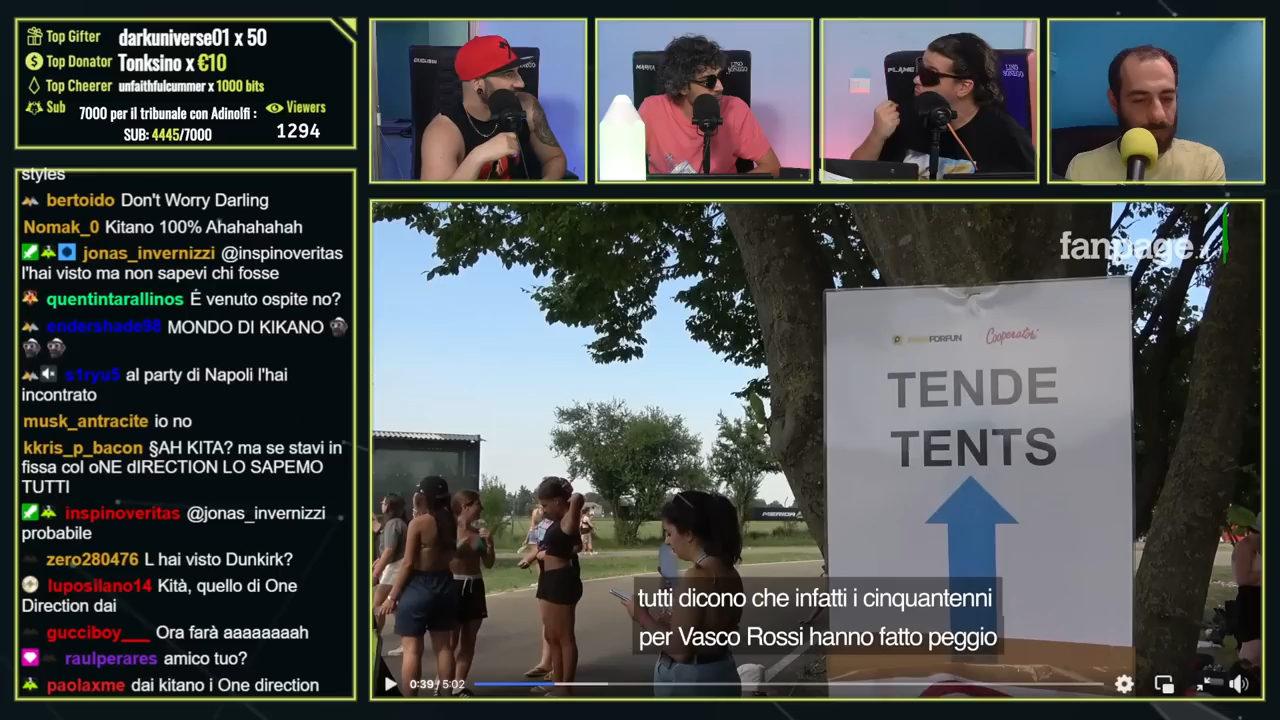 Top Gifter darkuniverse01 x 50
Top Donator Tonksino x €10
Top Cheerer unfaithfulcummer x 1000 bits
Sub 7000 per il tribunale con Adinolfi :
SUB: 4445/7000
Viewers
1294
styles
bertoido Don't Worry Darling
Nomak_0 Kitano 100% Ahahahahah
jonas_invernizzi @inspinoveritas
l'hai visto ma non sapevi chi fosse
quentintarallinos É venuto ospite no?
endershade98 MONDO DI KIKANO
s1ryu5 al party di Napoli l'hai
incontrato
musk_antracite io no
kkris_p_bacon §AH KITA? ma se stavi in
fissa col oNE dIRECTION LO SAPEMO
TUTTI
inspinoveritas @jonas_invernizzi
probabile
zero280476 L hai visto Dunkirk?
luposilano14 Kità, quello di One
Direction dai
gucciboy___ Ora farà aaaaaaaah
raulperares amico tuo?
paolaxme dai kitano i One direction
MARRA
PLAME
fanpage.
FORFUN
Cooperatori
TENDE
TENTS
MERIDA
tutti dicono che infatti i cinquantenni
per Vasco Rossi hanno fatto peggio
0:39 / 5:02